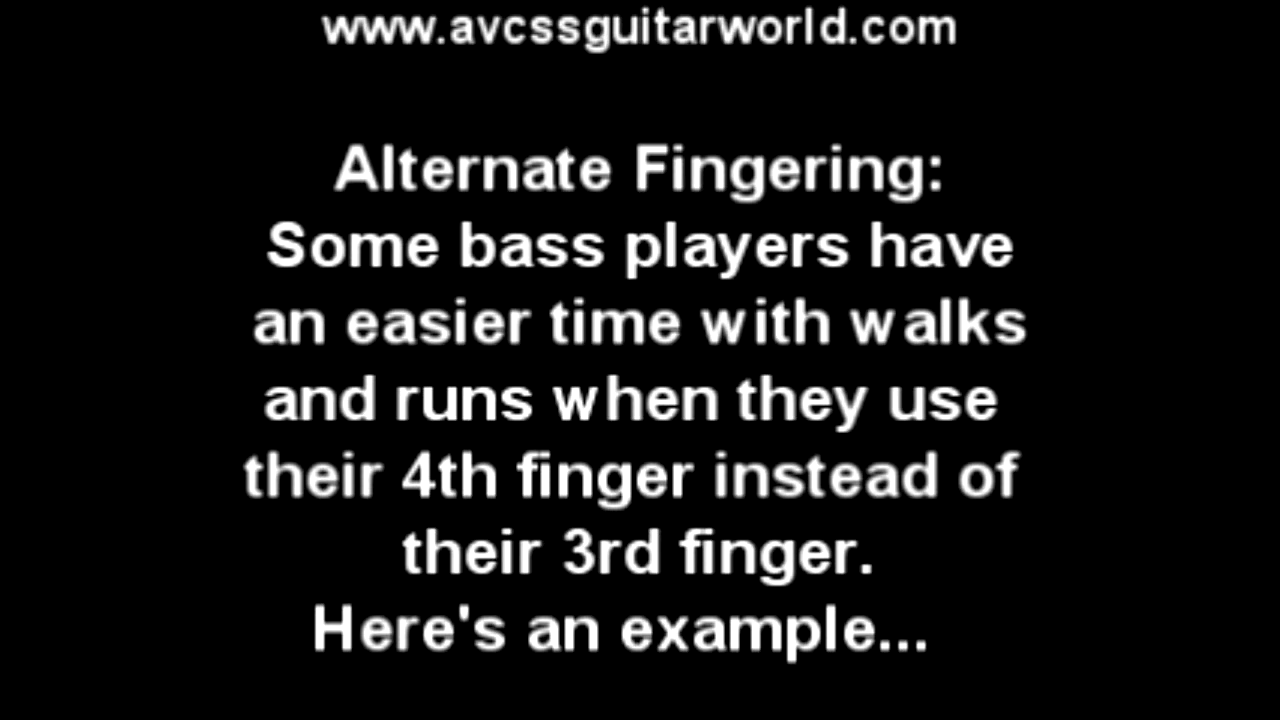 www.avcssguitarworld.com
Alternate Fingering:
Some bass players have
an easier time with walks
and runs when they use
their 4th finger instead of
their 3rd finger.
Here's an example...